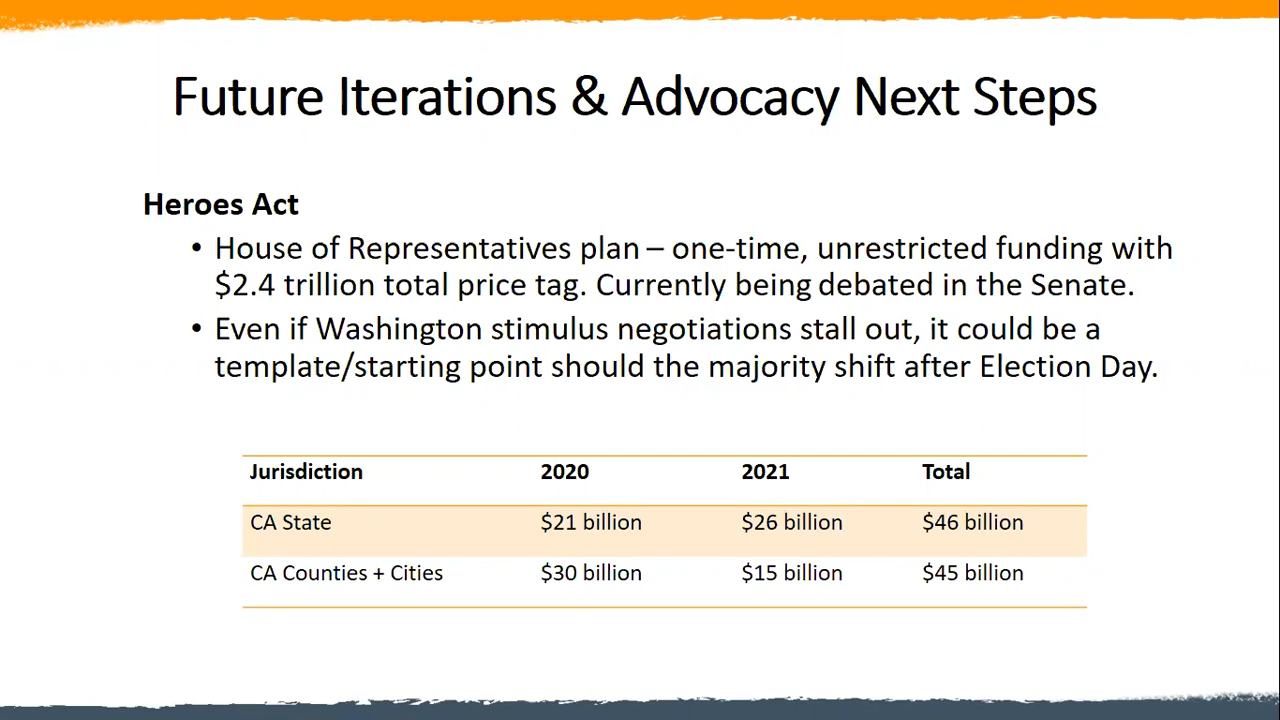 Future Iterations & Advocacy Next Steps
Heroes Act
• House of Representatives plan – one-time, unrestricted funding with
$2.4 trillion total price tag. Currently being debated in the Senate.
• Even if Washington stimulus negotiations stall out, it could be a
template/starting point should the majority shift after Election Day.
Jurisdiction 2020 2021 Total
CA State $21 billion $26 billion $46 billion
CA Counties + Cities $30 billion $15 billion $45 billion